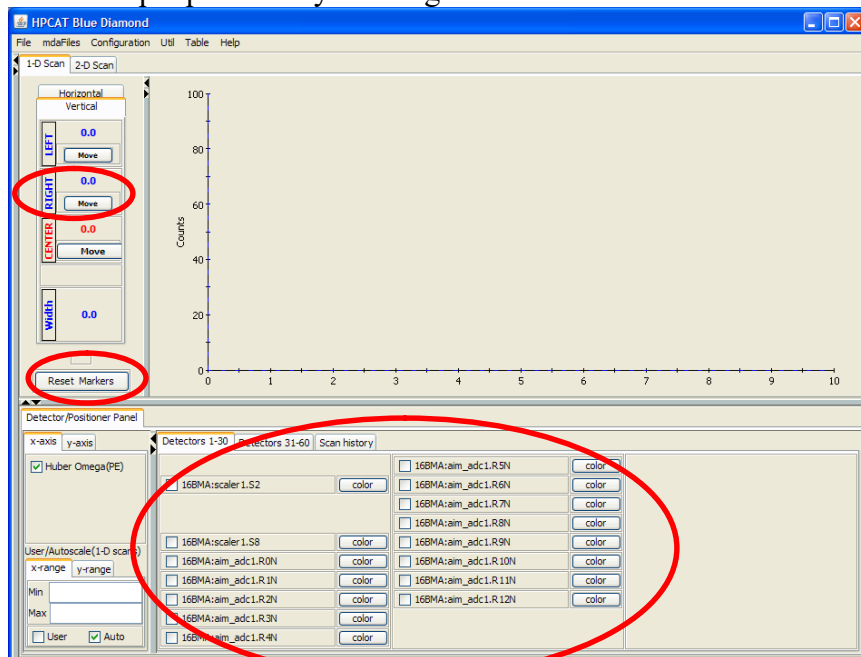 HPCAT Blue Diamond
File mdaFiles Configuration Util Table Help
1-D Scan 2-D Scan
Horizontal
Vertical
LEFT 0.0
Move
RIGHT 0.0
Move
CENTER 0.0
Move
Width 0.0
Reset Markers
100
80
60
40
20
0
Counts
0 1 2 3 4 5 6 7 8 9 10
Detector/Positioner Panel
x-axis y-axis
Huber Omega(PE)
User/Autoscale(1-D scans)
x-range y-range
Min
Max
User Auto
Detectors 1-30 Detectors 31-60 Scan history
16BMA:scaler1.S2 color
16BMA:scaler1.S8 color
16BMA:aim_adc1.R0N color
16BMA:aim_adc1.R1N color
16BMA:aim_adc1.R2N color
16BMA:aim_adc1.R3N color
16BMA:aim_adc1.R4N color
16BMA:aim_adc1.R5N color
16BMA:aim_adc1.R6N color
16BMA:aim_adc1.R7N color
16BMA:aim_adc1.R8N color
16BMA:aim_adc1.R9N color
16BMA:aim_adc1.R10N color
16BMA:aim_adc1.R11N color
16BMA:aim_adc1.R12N color